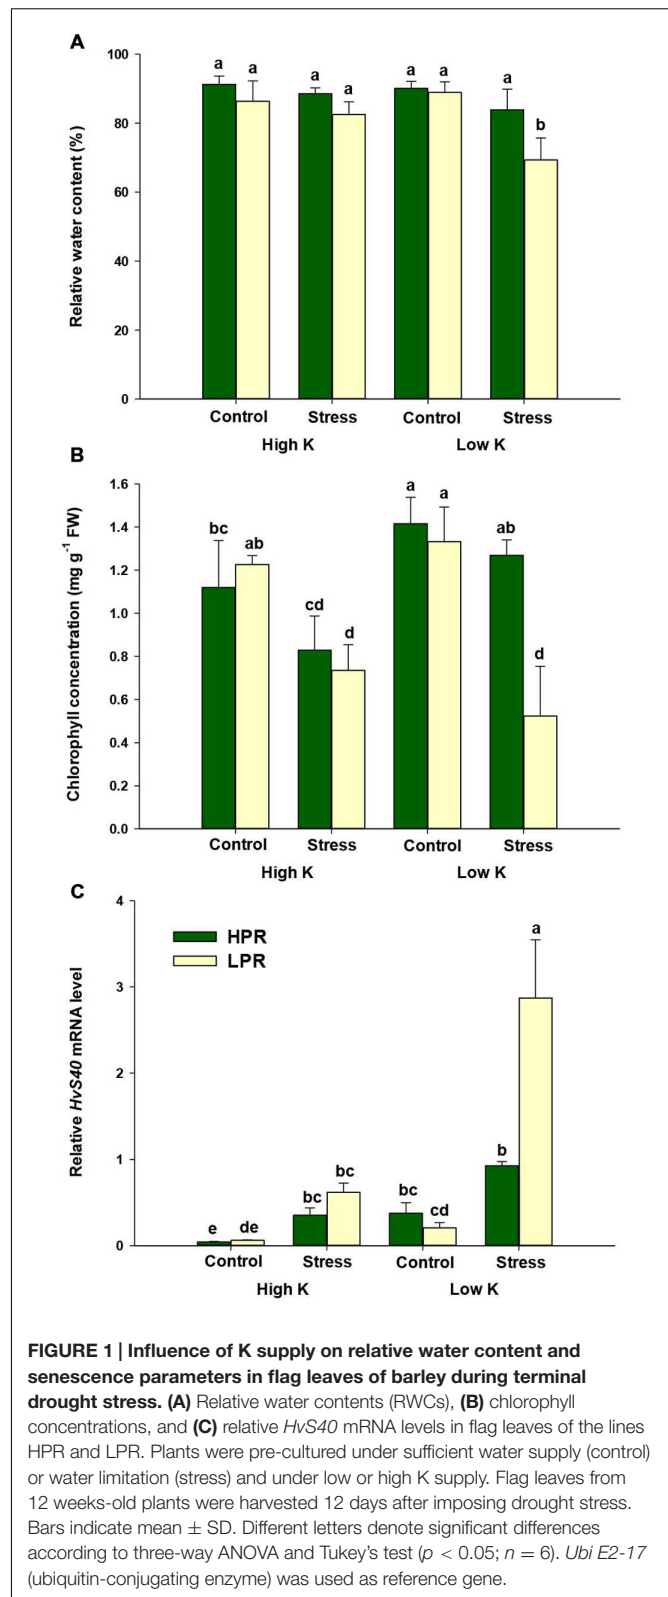 A
Relative water content (%)
100
80
60
40
20
0
a a a a a a a b
Control Stress Control Stress
High K Low K
B
Chlorophyll concentration (mg g-1 FW)
1.6
1.4
1.2
1.0
0.8
0.6
0.4
0.2
0.0
bc ab cd d a a ab d
Control Stress Control Stress
High K Low K
C
Relative HvS40 mRNA level
4
3
2
1
0
HPR
LPR
e de bc bc bc cd b a
Control Stress Control Stress
High K Low K
FIGURE 1 | Influence of K supply on relative water content and
senescence parameters in flag leaves of barley during terminal
drought stress. (A) Relative water contents (RWCs), (B) chlorophyll
concentrations, and (C) relative HvS40 mRNA levels in flag leaves of the lines
HPR and LPR. Plants were pre-cultured under sufficient water supply (control)
or water limitation (stress) and under low or high K supply. Flag leaves from
12 weeks-old plants were harvested 12 days after imposing drought stress.
Bars indicate mean ± SD. Different letters denote significant differences
according to three-way ANOVA and Tukey's test (p < 0.05; n = 6). Ubi E2-17
(ubiquitin-conjugating enzyme) was used as reference gene.